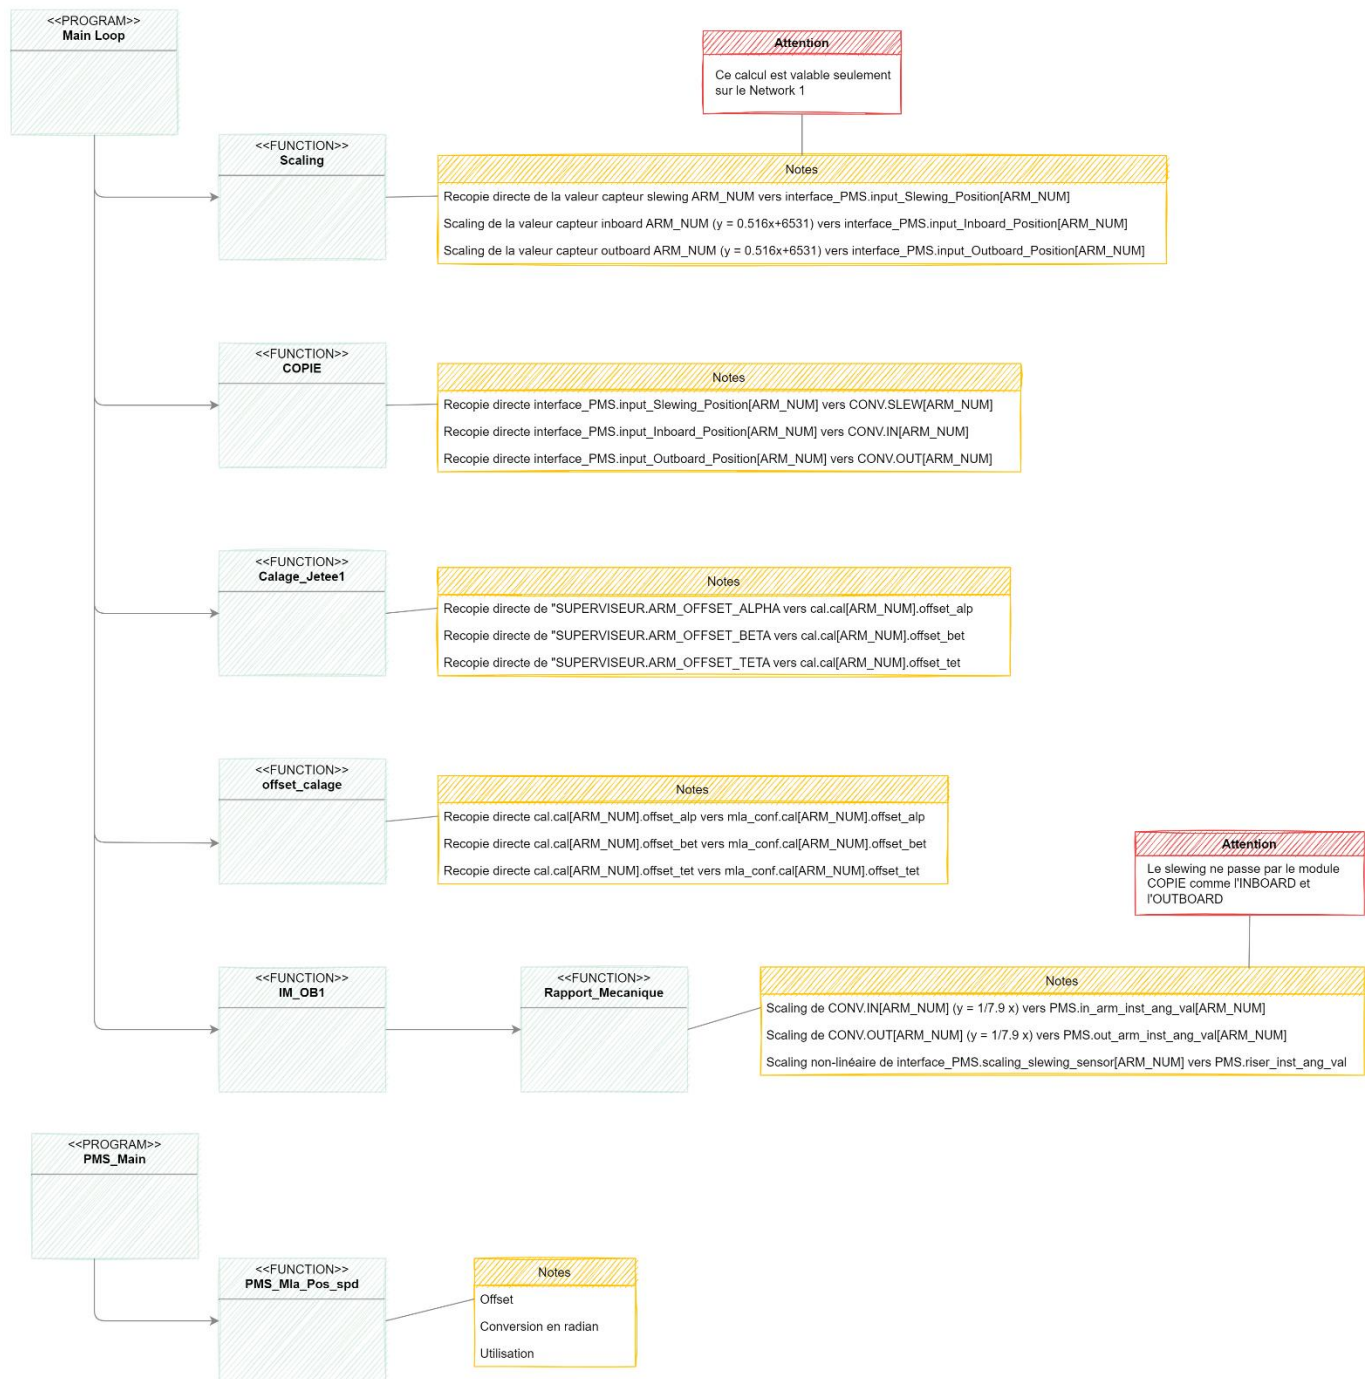 <<PROGRAM>>
Main Loop
Attention
Ce calcul est valable seulement
sur le Network 1
<<FUNCTION>>
Scaling
Notes
Recopie directe de la valeur capteur slewing ARM_NUM vers interface_PMS.input_Slewing_Position[ARM_NUM]
Scaling de la valeur capteur inboard ARM_NUM (y = 0.516x+6531) vers interface_PMS.input_Inboard_Position[ARM_NUM]
Scaling de la valeur capteur outboard ARM_NUM (y = 0.516x+6531) vers interface_PMS.input_Outboard_Position[ARM_NUM]
<<FUNCTION>>
COPIE
Notes
Recopie directe interface_PMS.input_Slewing_Position[ARM_NUM] vers CONV.SLEW[ARM_NUM]
Recopie directe interface_PMS.input_Inboard_Position[ARM_NUM] vers CONV.IN[ARM_NUM]
Recopie directe interface_PMS.input_Outboard_Position[ARM_NUM] vers CONV.OUT[ARM_NUM]
<<FUNCTION>>
Calage_Jetee1
Notes
Recopie directe de "SUPERVISEUR.ARM_OFFSET_ALPHA vers cal.cal[ARM_NUM].offset_alp
Recopie directe de "SUPERVISEUR.ARM_OFFSET_BETA vers cal.cal[ARM_NUM].offset_bet
Recopie directe de "SUPERVISEUR.ARM_OFFSET_TETA vers cal.cal[ARM_NUM].offset_tet
<<FUNCTION>>
offset_calage
Notes
Recopie directe cal.cal[ARM_NUM].offset_alp vers mla_conf.cal[ARM_NUM].offset_alp
Recopie directe cal.cal[ARM_NUM].offset_bet vers mla_conf.cal[ARM_NUM].offset_bet
Recopie directe cal.cal[ARM_NUM].offset_tet vers mla_conf.cal[ARM_NUM].offset_tet
Attention
Le slewing ne passe par le module
COPIE comme l'INBOARD et
l'OUTBOARD
<<FUNCTION>>
IM_OB1
<<FUNCTION>>
Rapport_Mecanique
Notes
Scaling de CONV.IN[ARM_NUM] (y = 1/7.9 x) vers PMS.in_arm_inst_ang_val[ARM_NUM]
Scaling de CONV.OUT[ARM_NUM] (y = 1/7.9 x) vers PMS.out_arm_inst_ang_val[ARM_NUM]
Scaling non-linéaire de interface_PMS.scaling_slewing_sensor[ARM_NUM] vers PMS.riser_inst_ang_val
<<PROGRAM>>
PMS_Main
<<FUNCTION>>
PMS_Mla_Pos_spd
Notes
Offset
Conversion en radian
Utilisation